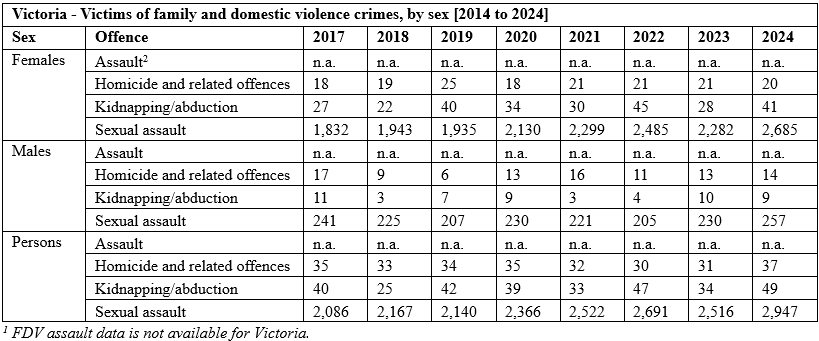 Victoria - Victims of family and domestic violence crimes, by sex [2014 to 2024]
Sex Offence 2017 2018 2019 2020 2021 2022 2023 2024
Females Assault² n.a. n.a. n.a. n.a. n.a. n.a. n.a. n.a.
Homicide and related offences 18 19 25 18 21 21 21 20
Kidnapping/abduction 27 22 40 34 30 45 28 41
Sexual assault 1,832 1,943 1,935 2,130 2,299 2,485 2,282 2,685
Males Assault n.a. n.a. n.a. n.a. n.a. n.a. n.a. n.a.
Homicide and related offences 17 9 6 13 16 11 13 14
Kidnapping/abduction 11 3 7 9 3 4 10 9
Sexual assault 241 225 207 230 221 205 230 257
Persons Assault n.a. n.a. n.a. n.a. n.a. n.a. n.a. n.a.
Homicide and related offences 35 33 34 35 32 30 31 37
Kidnapping/abduction 40 25 42 39 33 47 34 49
Sexual assault 2,086 2,167 2,140 2,366 2,522 2,691 2,516 2,947
¹ FDV assault data is not available for Victoria.